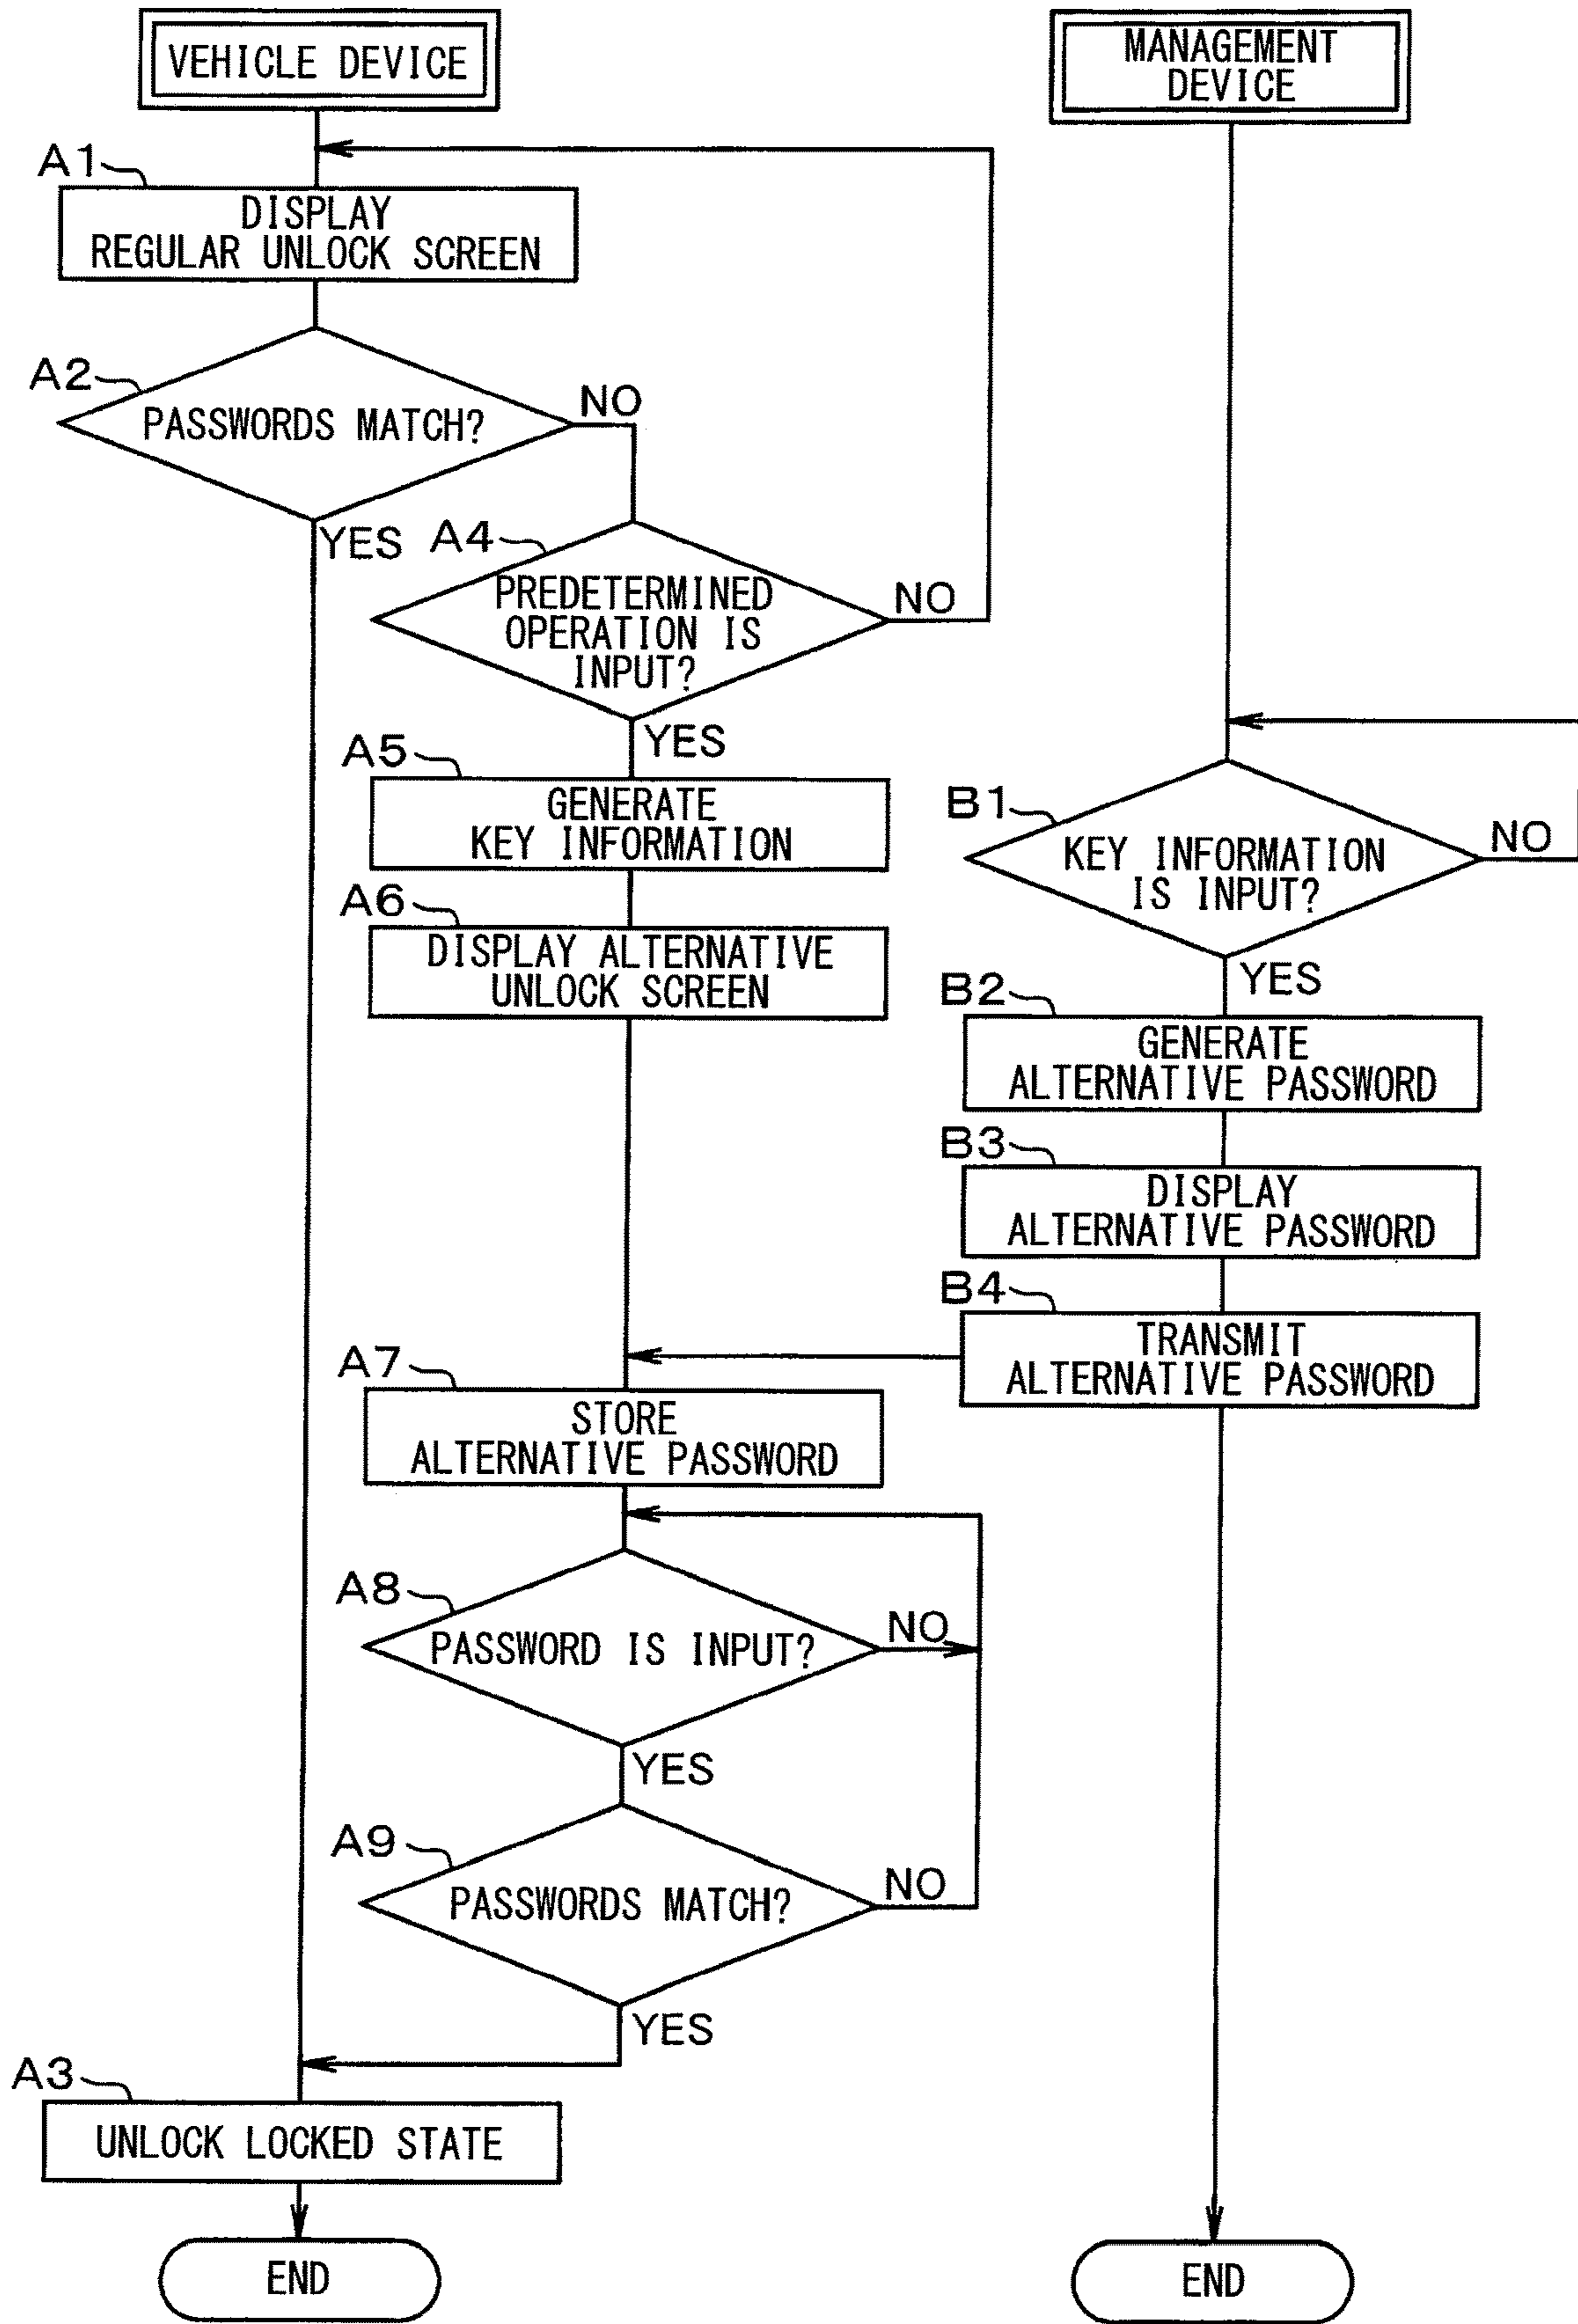 VEHICLE DEVICE
MANAGEMENT
DEVICE
A1
DISPLAY
REGULAR UNLOCK SCREEN
A2
PASSWORDS MATCH?
NO
YES
A4
PREDETERMINED
OPERATION IS
INPUT?
NO
YES
A5
GENERATE
KEY INFORMATION
A6
DISPLAY ALTERNATIVE
UNLOCK SCREEN
B1
KEY INFORMATION
IS INPUT?
NO
YES
B2
GENERATE
ALTERNATIVE PASSWORD
B3
DISPLAY
ALTERNATIVE PASSWORD
B4
TRANSMIT
ALTERNATIVE PASSWORD
A7
STORE
ALTERNATIVE PASSWORD
A8
PASSWORD IS INPUT?
NO
YES
A9
PASSWORDS MATCH?
NO
YES
A3
UNLOCK LOCKED STATE
END
END